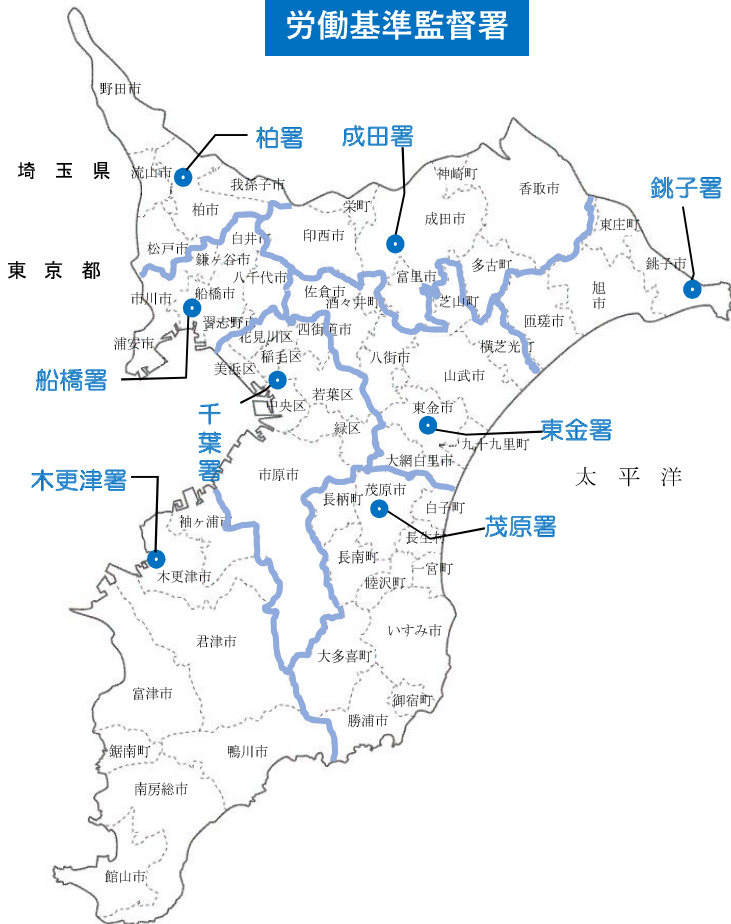 労働基準監督署
野田市
柏署
成田署
埼玉県
流山市
我孫子市
神崎町
香取市
銚子署
柏市
栄町
成田市
印西市
東庄町
松戸市
白井市
鎌ヶ谷市
東京都
八千代市
富里市
多古町
銚子市
市川市
船橋市
佐倉市
酒々井町
芝山町
旭市
習志野市
花見川区
四街道市
匝瑳市
浦安市
稲毛区
八街市
横芝光町
美浜区
船橋署
若葉区
山武市
中央区
千葉署
東金市
緑区
東金署
九十九里町
大網白里市
木更津署
市原市
太平洋
長柄町
茂原市
白子町
袖ヶ浦市
茂原署
長生村
長南町
一宮町
木更津市
睦沢町
いすみ市
君津市
大多喜町
富津市
御宿町
勝浦市
鋸南町
鴨川市
南房総市
館山市